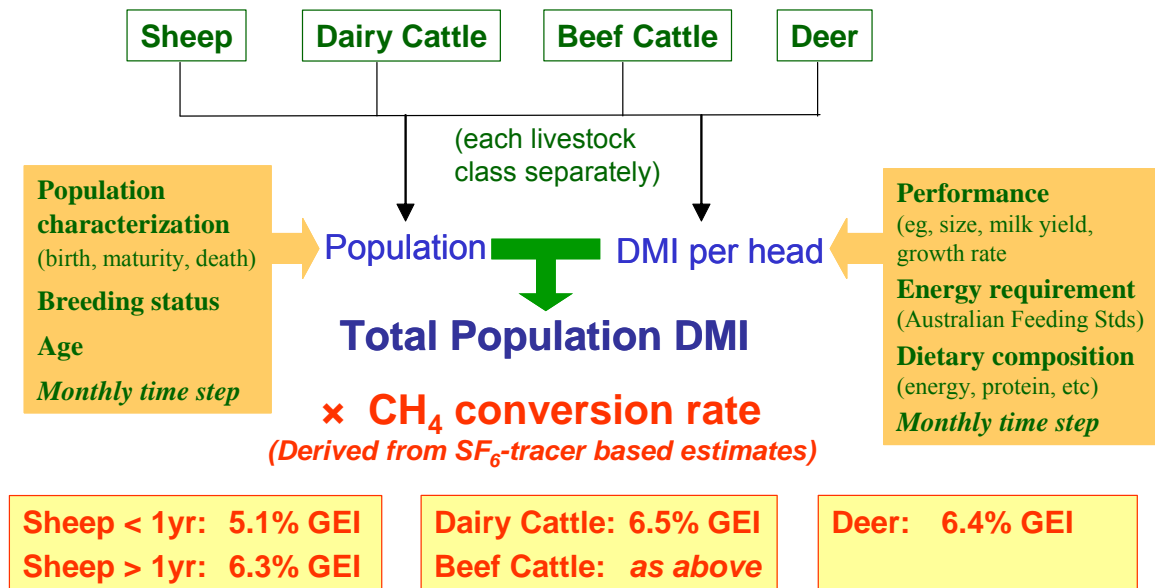 Sheep
Dairy Cattle
Beef Cattle
Deer
(each livestock
class separately)
Population
characterization
(birth, maturity, death)
Breeding status
Age
Monthly time step
Population
DMI per head
Performance
(eg, size, milk yield,
growth rate
Energy requirement
(Australian Feeding Stds)
Dietary composition
(energy, protein, etc)
Monthly time step
Total Population DMI
× CH₄ conversion rate
(Derived from SF₆-tracer based estimates)
Sheep < 1yr: 5.1% GEI
Sheep > 1yr: 6.3% GEI
Dairy Cattle: 6.5% GEI
Beef Cattle: as above
Deer: 6.4% GEI